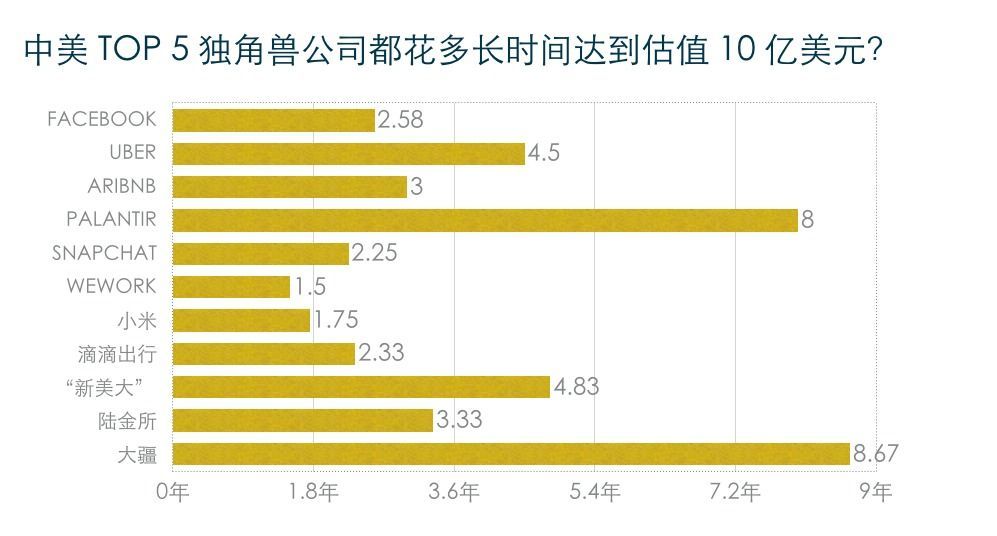 中美 TOP 5 独角兽公司都花多长时间达到估值 10 亿美元?
FACEBOOK 2.58
UBER 4.5
ARIBNB 3
PALANTIR 8
SNAPCHAT 2.25
WEWORK 1.5
小米 1.75
滴滴出行 2.33
“新美大” 4.83
陆金所 3.33
大疆 8.67
0年 1.8年 3.6年 5.4年 7.2年 9年